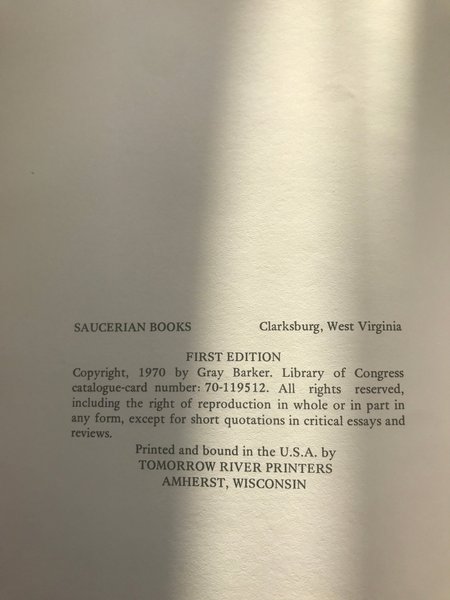 SAUCERIAN BOOKS Clarksburg, West Virginia
FIRST EDITION
Copyright, 1970 by Gray Barker. Library of Congress
catalogue-card number: 70-119512. All rights reserved,
including the right of reproduction in whole or in part in
any form, except for short quotations in critical essays and
reviews.
Printed and bound in the U.S.A. by
TOMORROW RIVER PRINTERS
AMHERST, WISCONSIN